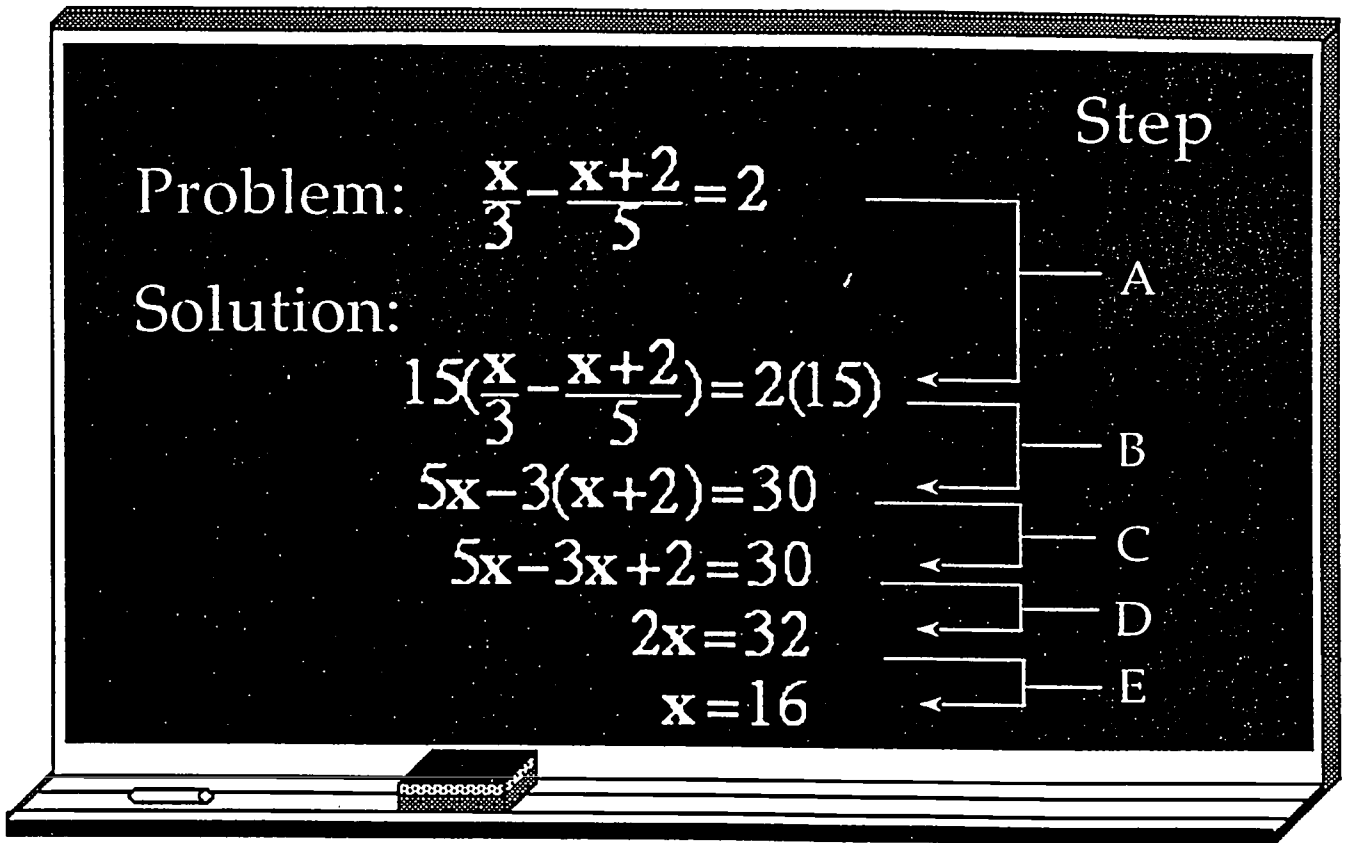 Step
Problem: x/3 − (x+2)/5 = 2
A
Solution:
15(x/3 − (x+2)/5) = 2(15)
B
5x−3(x+2)=30
C
5x−3x+2=30
D
2x=32
E
x=16